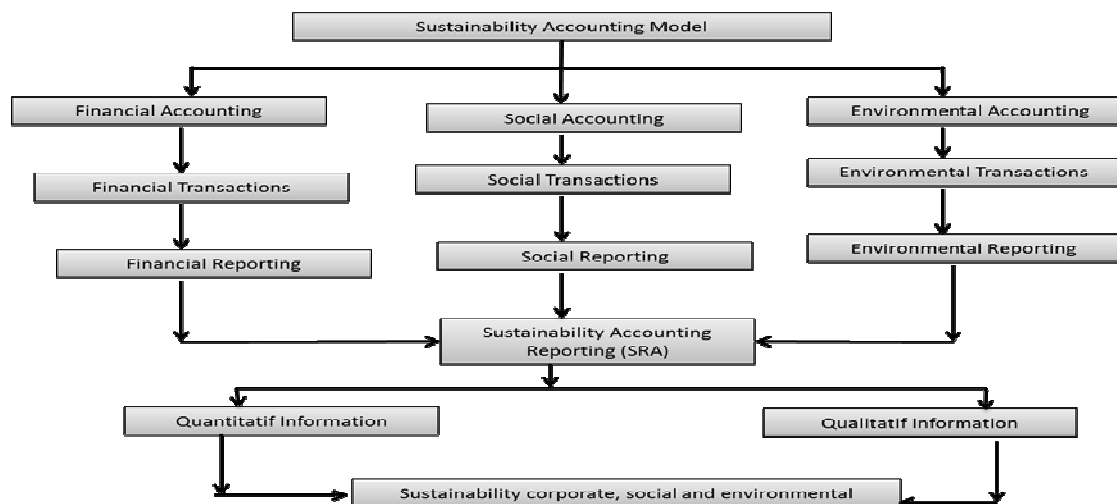 Sustainability Accounting Model
Financial Accounting
Social Accounting
Environmental Accounting
Financial Transactions
Social Transactions
Environmental Transactions
Financial Reporting
Social Reporting
Environmental Reporting
Sustainability Accounting
Reporting (SRA)
Quantitatif Information
Qualitatif Information
Sustainability corporate, social and environmental